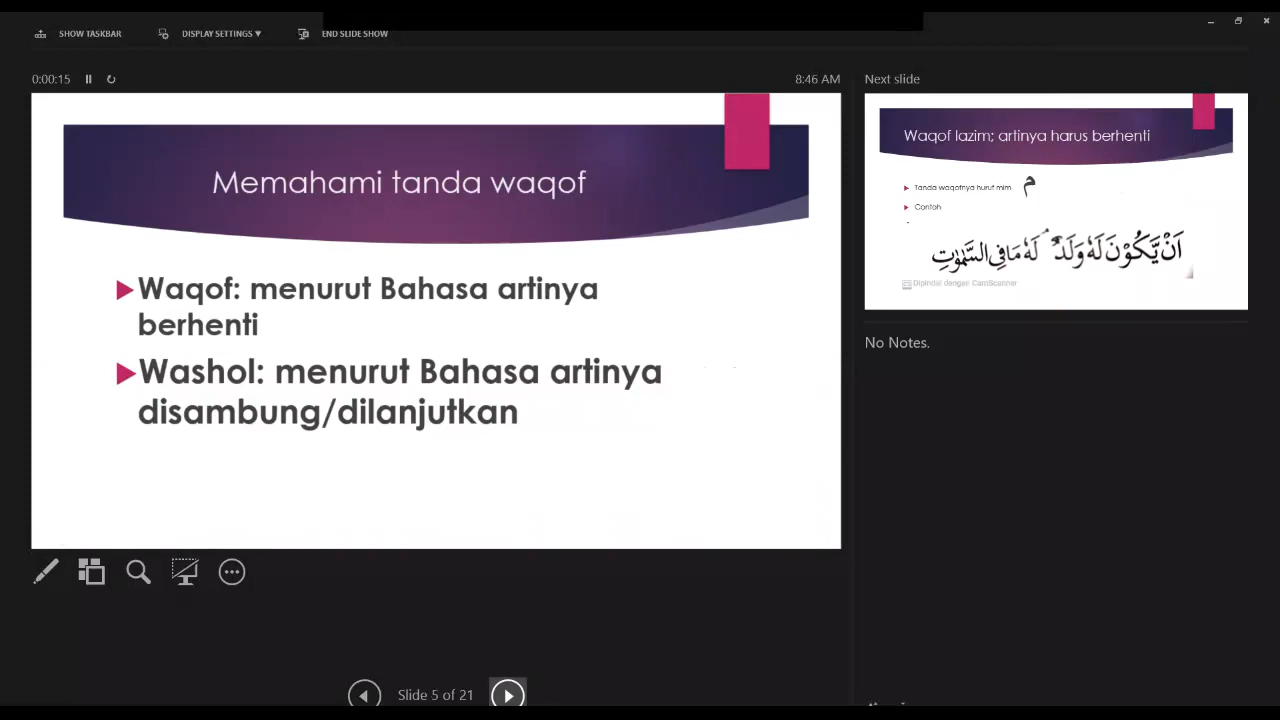 SHOW TASKBAR
DISPLAY SETTINGS ▼
END SLIDE SHOW
0:00:15
8:46 AM
Memahami tanda waqof
Waqof: menurut Bahasa artinya
berhenti
Washol: menurut Bahasa artinya
disambung/dilanjutkan
Slide 5 of 21
Next slide
Waqof lazim; artinya harus berhenti
Tanda waqofnya huruf mim م
Contoh
اَنْ يَّكُوْنَ لَهٗ وَلَدٌ ۘ لَهٗ مَا فِى السَّمٰوٰتِ
Dipindai dengan CamScanner
No Notes.